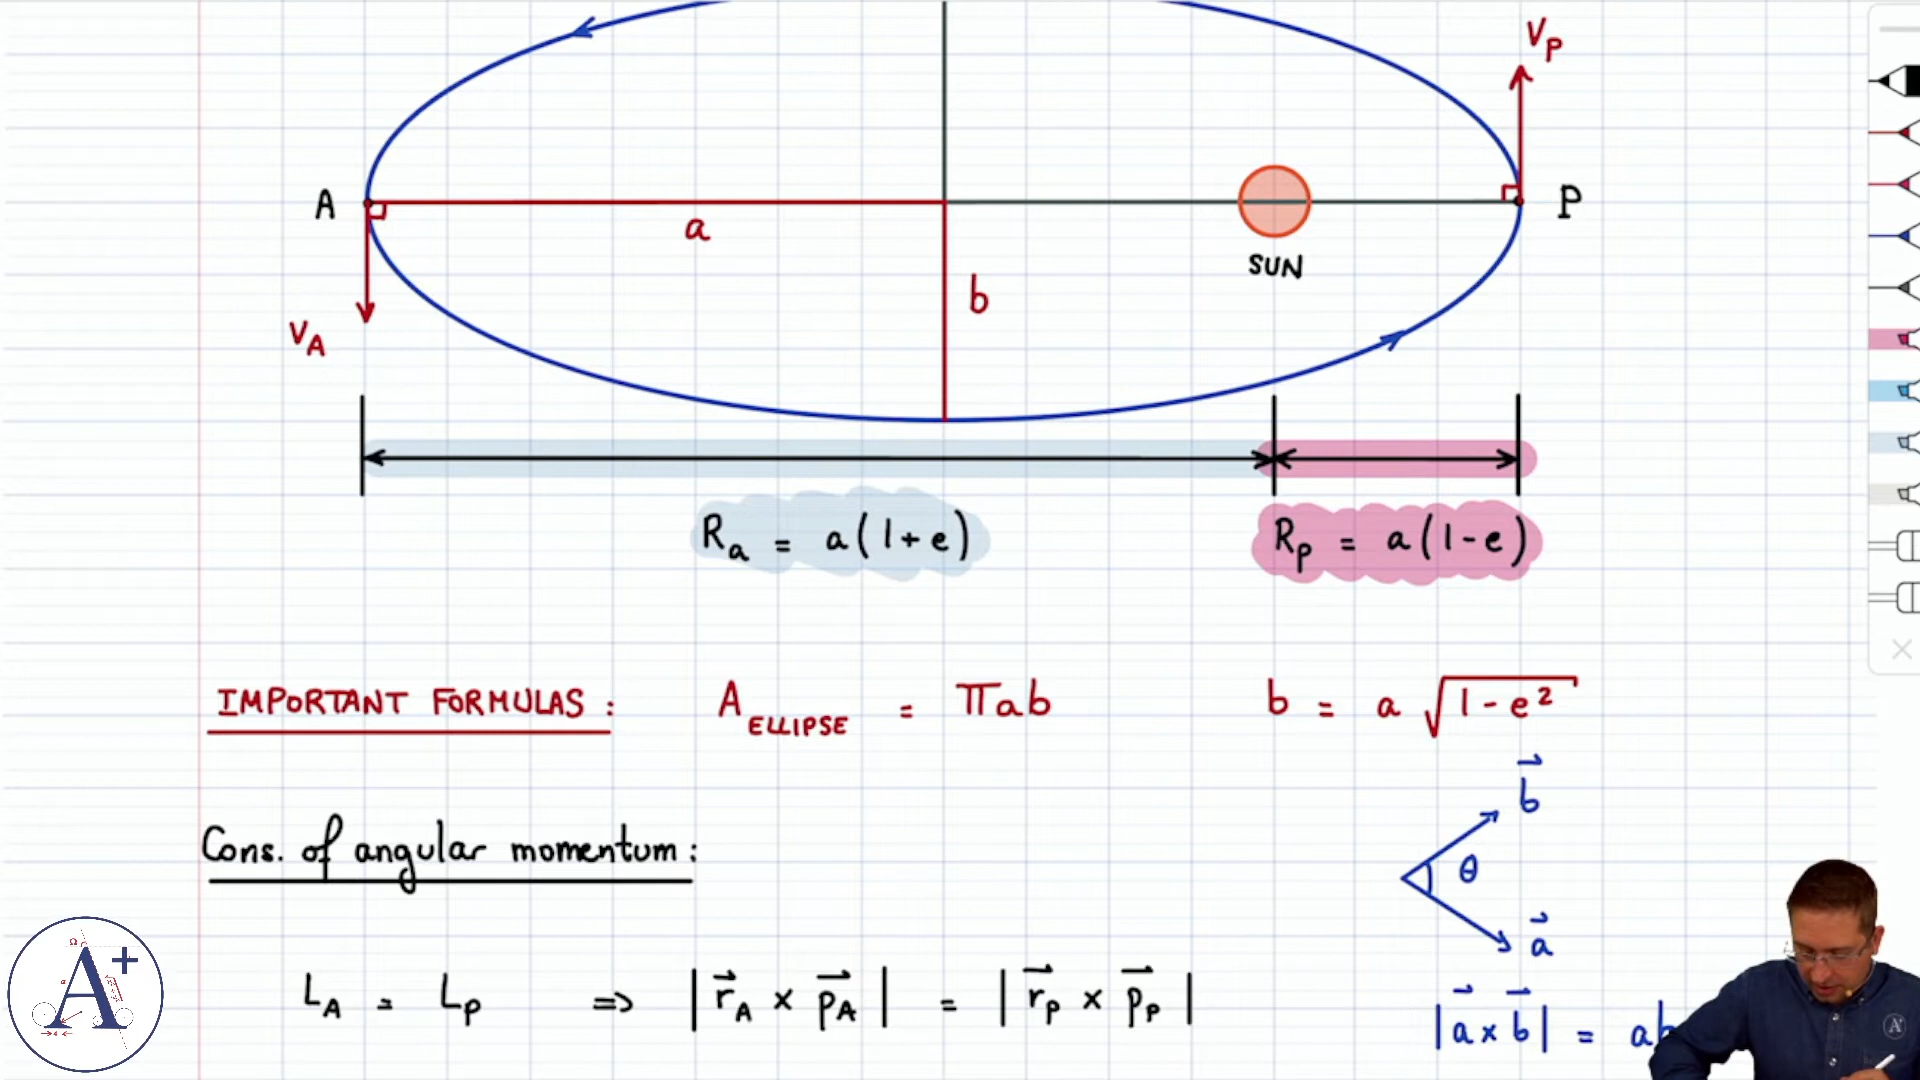 V_P
A
P
a
SUN
b
V_A
R_a = a(1+e)
R_p = a(1-e)
IMPORTANT FORMULAS : A_ELLIPSE = πab b = a √(1-e²)
b⃗
Cons. of angular momentum :
θ
a⃗
L_A = L_P ⇒ |r⃗_A × p⃗_A| = |r⃗_P × p⃗_P|
|a⃗ × b⃗| = ab
A+